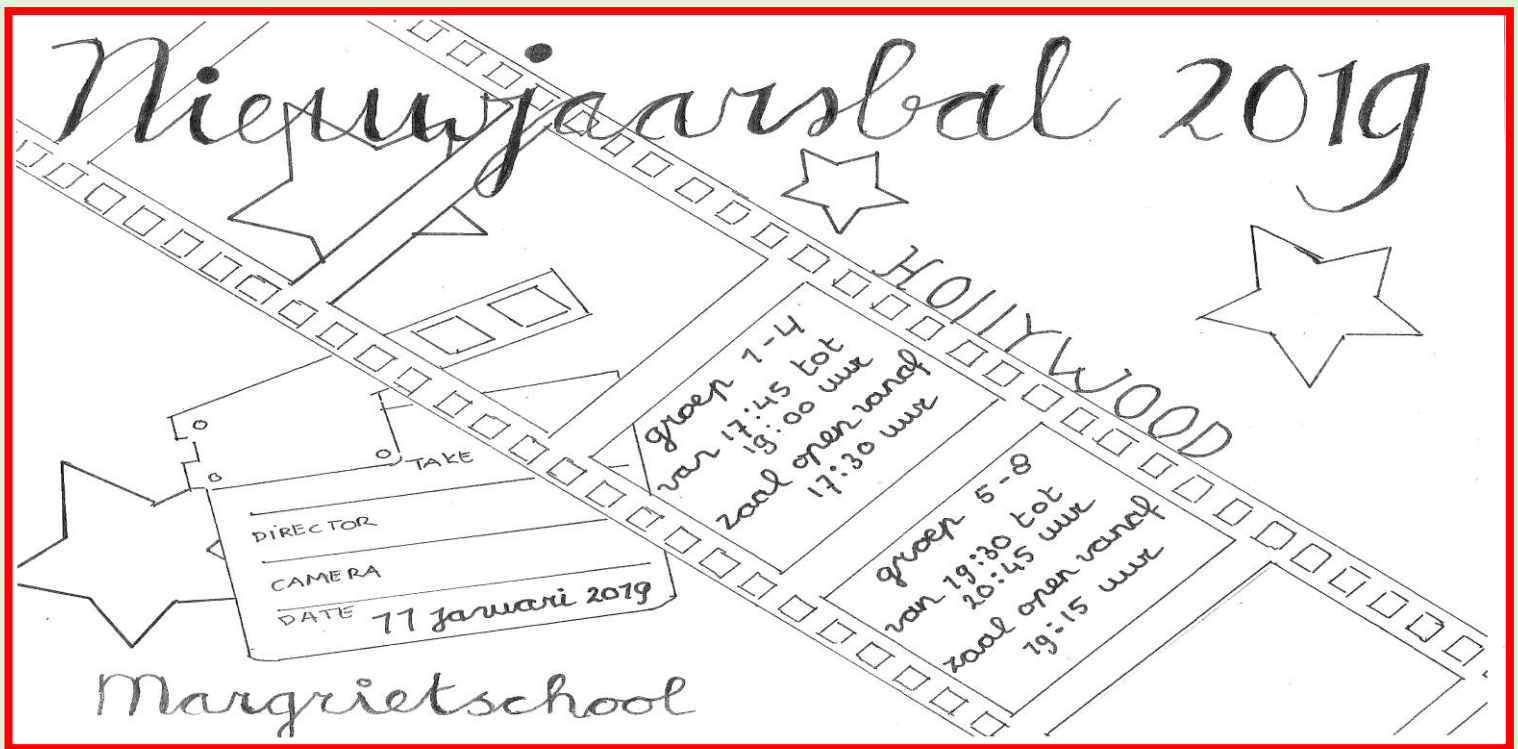 Nieuwjaarsbal 2019
HOllYWOOD
groep 1-4
van 17:45 tot
19:00 uur
zaal open vanaf
17:30 uur
groep 5-8
van 19:30 tot
20:45 uur
zaal open vanaf
19:15 uur
TAKE
DIRECTOR
CAMERA
DATE 11 januari 2019
Margrietschool